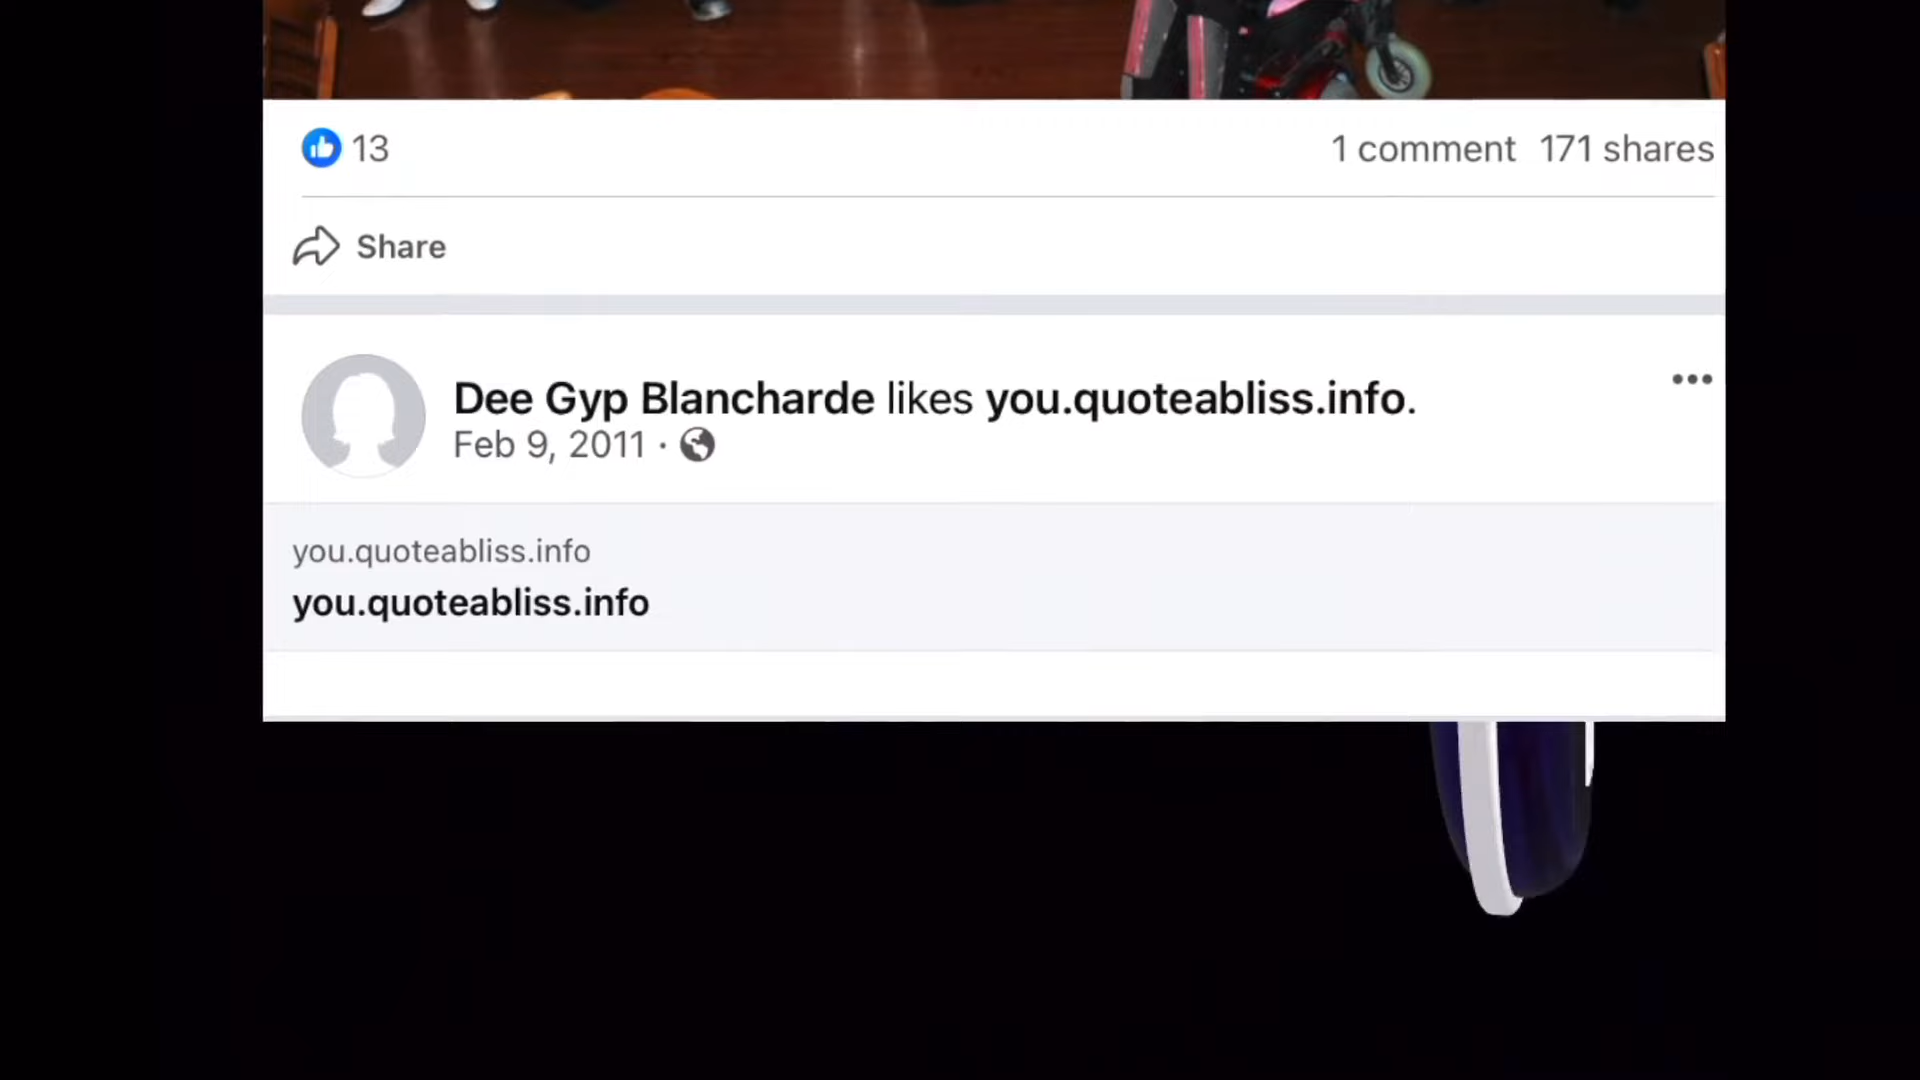 13
1 comment 171 shares
Share
Dee Gyp Blancharde likes you.quoteabliss.info.
Feb 9, 2011 ·
you.quoteabliss.info
you.quoteabliss.info